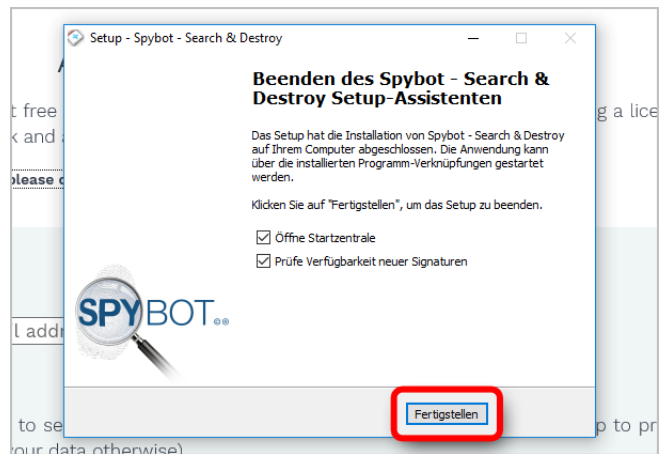 Setup - Spybot - Search & Destroy
Beenden des Spybot - Search &
Destroy Setup-Assistenten
t free
g a lice
k and
Das Setup hat die Installation von Spybot - Search & Destroy
auf Ihrem Computer abgeschlossen. Die Anwendung kann
über die installierten Programm-Verknüpfungen gestartet
werden.
please
Klicken Sie auf "Fertigstellen", um das Setup zu beenden.
Öffne Startzentrale
Prüfe Verfügbarkeit neuer Signaturen
SPYBOT
l addr
Fertigstellen
to se
p to pr
your data otherwise)